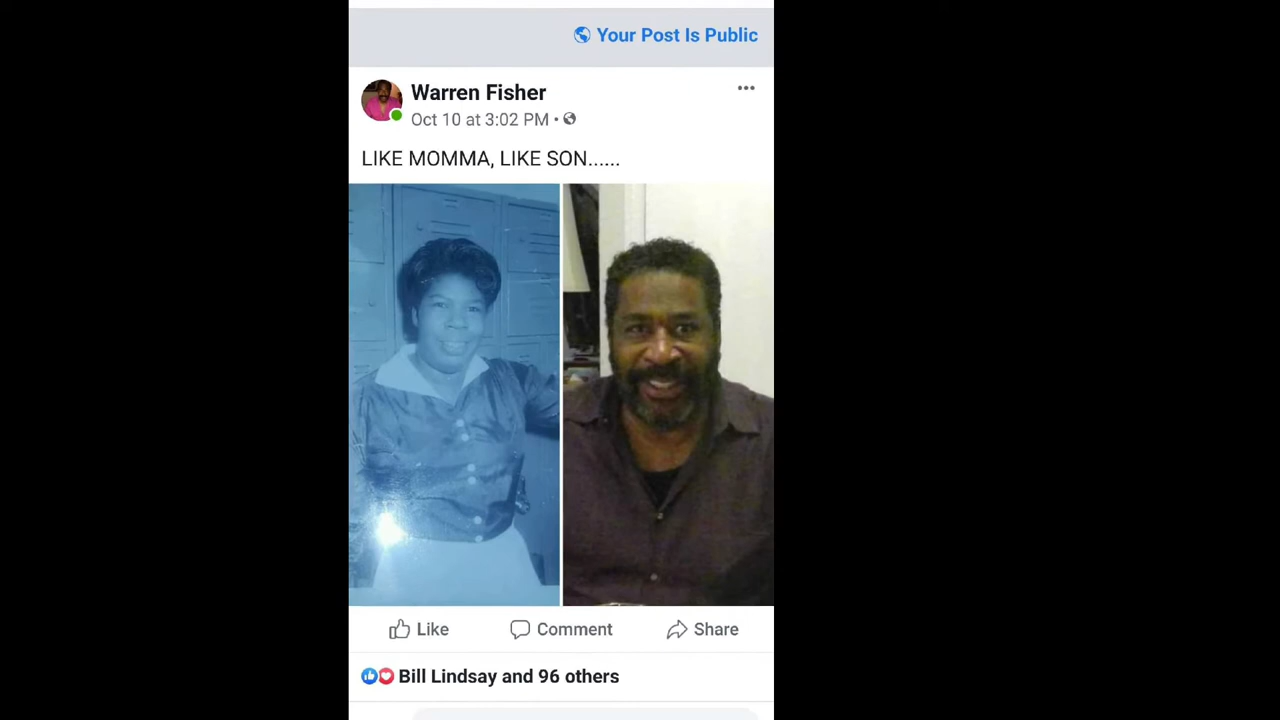 Your Post Is Public
Warren Fisher
Oct 10 at 3:02 PM •
LIKE MOMMA, LIKE SON......
Like Comment Share
Bill Lindsay and 96 others